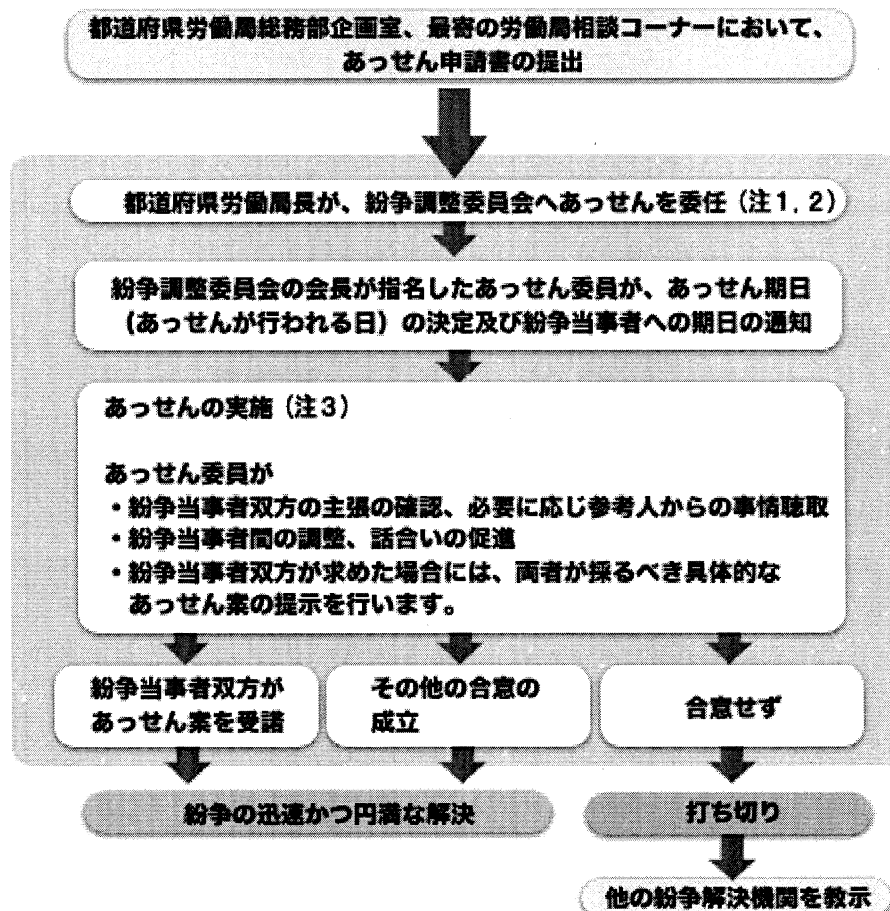 都道府県労働局総務部企画室、最寄の労働局相談コーナーにおいて、
あっせん申請書の提出
都道府県労働局長が、紛争調整委員会へあっせんを委任（注１，２）
紛争調整委員会の会長が指名したあっせん委員が、あっせん期日
（あっせんが行われる日）の決定及び紛争当事者への期日の通知
あっせんの実施（注３）
あっせん委員が
・紛争当事者双方の主張の確認、必要に応じ参考人からの事情聴取
・紛争当事者間の調整、話合いの促進
・紛争当事者双方が求めた場合には、両者が採るべき具体的な
あっせん案の提示を行います。
紛争当事者双方が
あっせん案を受諾
その他の合意の
成立
合意せず
紛争の迅速かつ円満な解決
打ち切り
他の紛争解決機関を教示